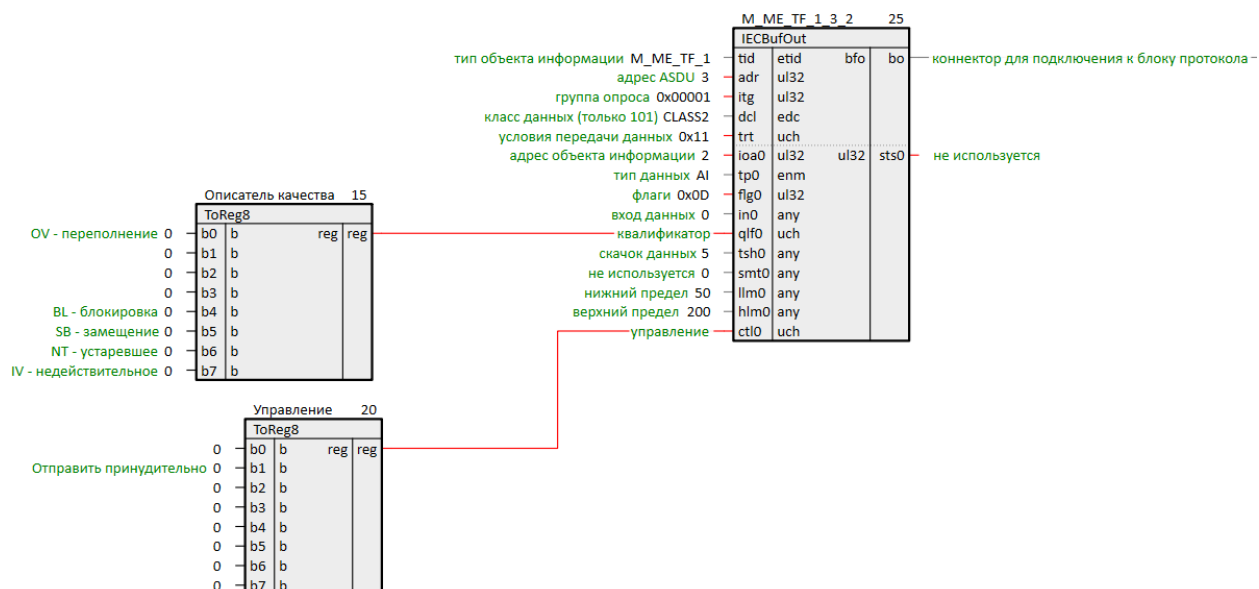 M_ME_TF_1_3_2 25
IECBufOut
тип объекта информации M_ME_TF_1 tid etid bfo bo коннектор для подключения к блоку протокола
адрес ASDU 3 adr ul32
группа опроса 0x00001 itg ul32
класс данных (только 101) CLASS2 dcl edc
условия передачи данных 0x11 trt uch
адрес объекта информации 2 ioa0 ul32 ul32 sts0 не используется
тип данных AI tp0 enm
флаги 0x0D flg0 ul32
вход данных 0 in0 any
квалификатор qlf0 uch
скачок данных 5 tsh0 any
не используется 0 smt0 any
нижний предел 50 llm0 any
верхний предел 200 hlm0 any
управление ctl0 uch
Описатель качества 15
ToReg8
OV - переполнение 0 b0 b reg reg
0 b1 b
0 b2 b
0 b3 b
BL - блокировка 0 b4 b
SB - замещение 0 b5 b
NT - устаревшее 0 b6 b
IV - недействительное 0 b7 b
Управление 20
ToReg8
0 b0 b reg reg
Отправить принудительно 0 b1 b
0 b2 b
0 b3 b
0 b4 b
0 b5 b
0 b6 b
0 b7 b